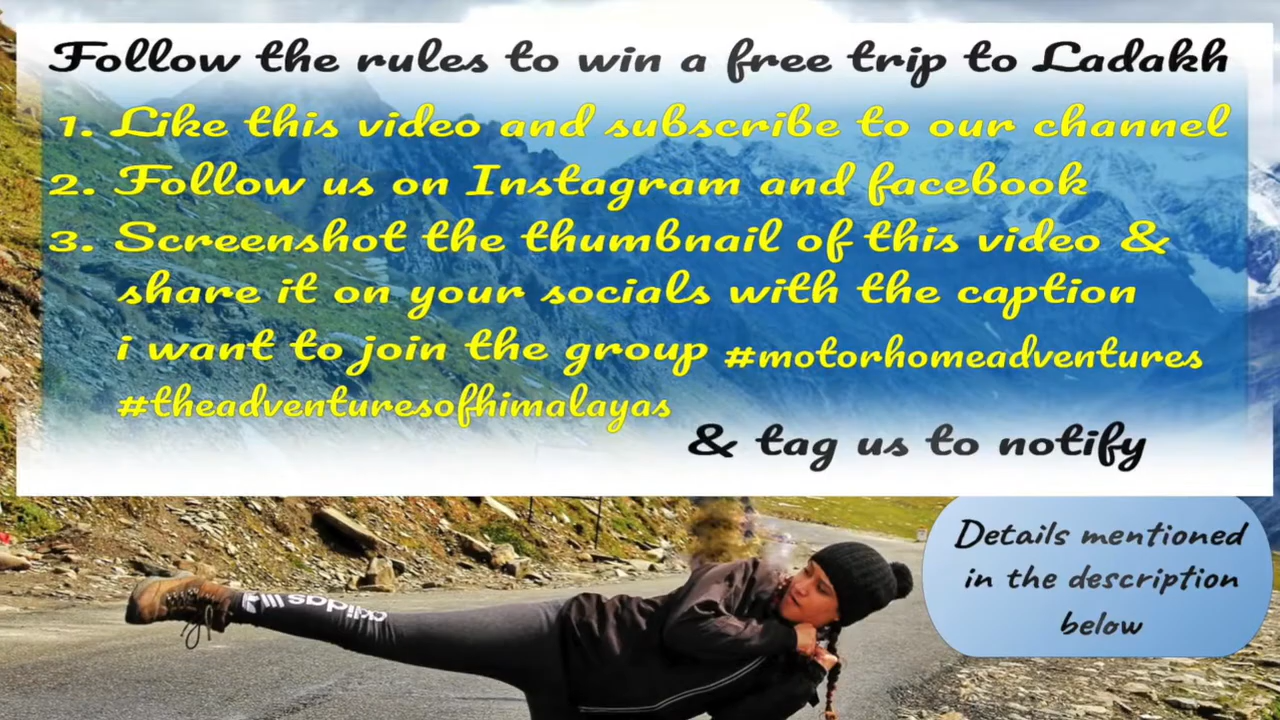 Follow the rules to win a free trip to Ladakh
1. Like this video and subscribe to our channel
2. Follow us on Instagram and facebook
3. Screenshot the thumbnail of this video &
share it on your socials with the caption
i want to join the group #motorhomeadventures
#theadventuresofhimalayas
& tag us to notify
Details mentioned
in the description
below
adidas